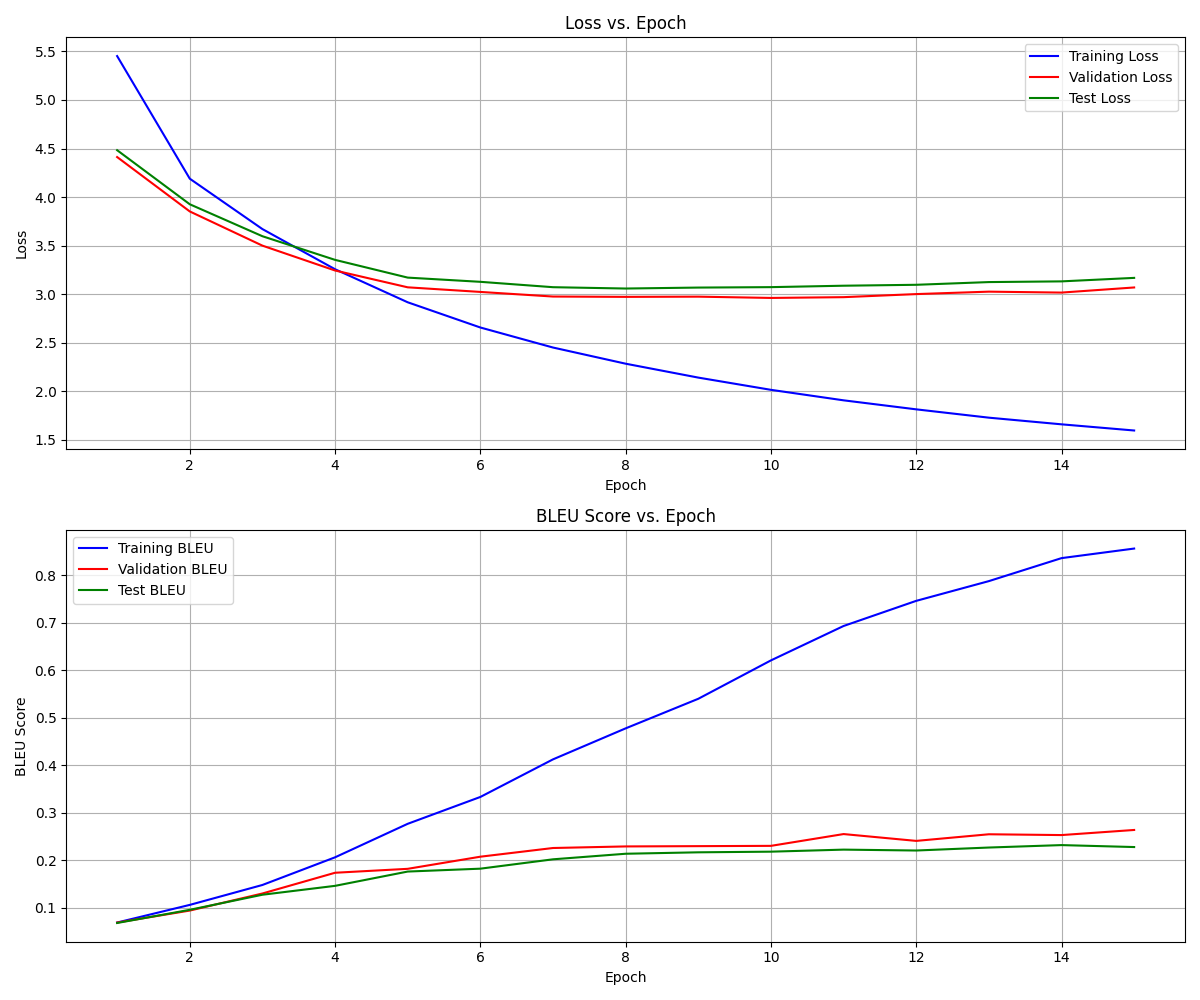 Loss vs. Epoch
5.5
5.0
4.5
4.0
3.5
3.0
2.5
2.0
1.5
Loss
Training Loss
Validation Loss
Test Loss
2 4 6 8 10 12 14
Epoch
BLEU Score vs. Epoch
Training BLEU
Validation BLEU
Test BLEU
0.8
0.7
0.6
0.5
0.4
0.3
0.2
0.1
BLEU Score
2 4 6 8 10 12 14
Epoch